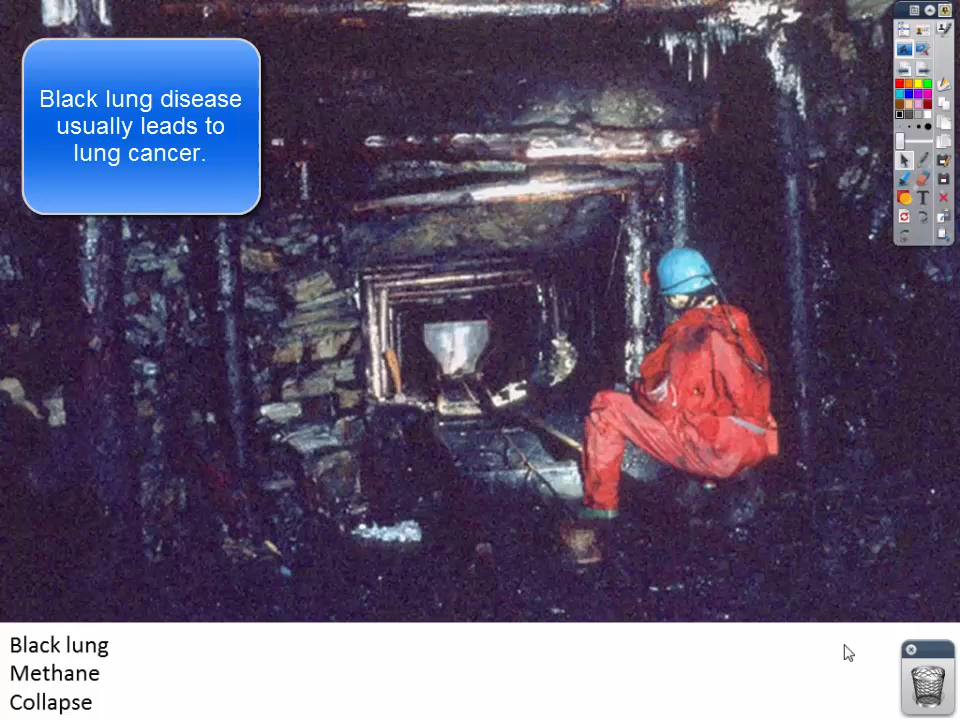 Black lung disease
usually leads to
lung cancer.
Black lung
Methane
Collapse